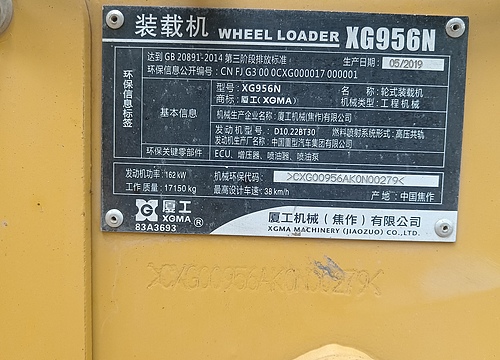 装载机 WHEEL LOADER XG956N
达到 GB 20891-2014 第三阶段排放标准
生产日期: 05/2019
环保信息公开编号: CN FJ G3 00 0CXG000017 000001
环保信息标签
基本信息
型号: XG956N 名 称: 轮式装载机
商标: 厦工(XGMA) 机械类型: 工程机械
机械生产企业名称: 厦工机械(焦作)有限公司
发动机型号: D10.22BT30 燃料喷射系统形式: 高压共轨
发动机生产厂名称: 中国重型汽车集团有限公司
环保关键零部件 ECU、增压器、喷油器、喷油泵
发动机功率: 162 kW 机械环保代码: >CXG00956AK0N00279<
工作质量: 17150 kg 最高设计车速< 38 km/h
产 地: 中国焦作
厦工 XGMA ®
83A3693
厦工机械(焦作)有限公司
XGMA MACHINERY (JIAOZUO) CO.,LTD.
>CXG00956AK0N00279<